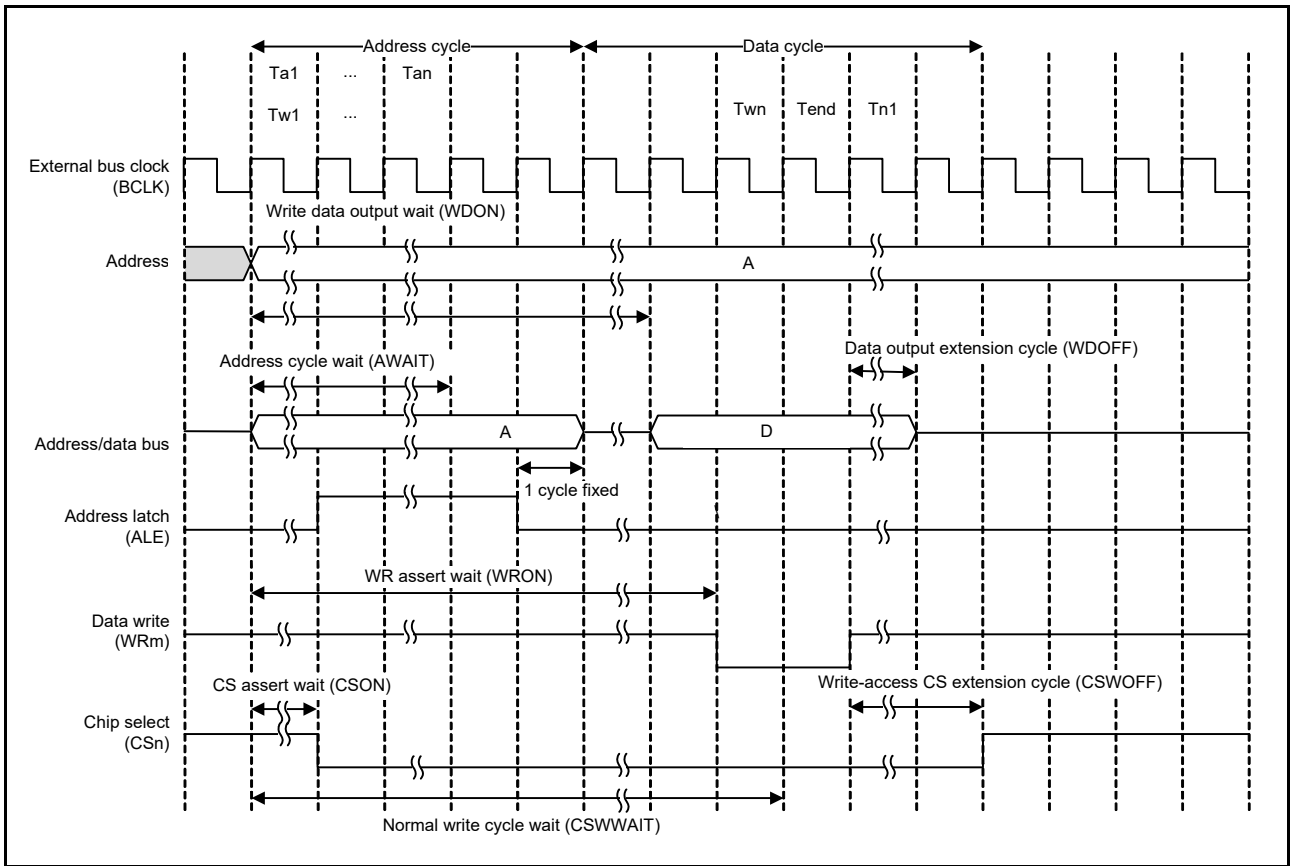 Address cycle
Data cycle
Ta1 ... Tan
Twn Tend Tn1
Tw1 ...
External bus clock
(BCLK)
Write data output wait (WDON)
Address
A
Data output extension cycle (WDOFF)
Address cycle wait (AWAIT)
Address/data bus
A
D
1 cycle fixed
Address latch
(ALE)
WR assert wait (WRON)
Data write
(WRm)
CS assert wait (CSON)
Write-access CS extension cycle (CSWOFF)
Chip select
(CSn)
Normal write cycle wait (CSWWAIT)